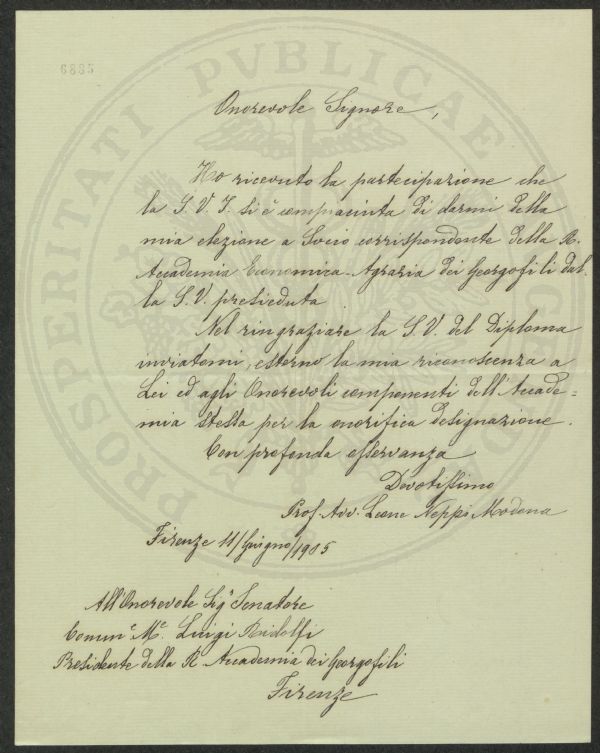 6885
Onorevole Signore,
Ho ricevuto la partecipazione che
la S. V. I. si è compiaciuta di darmi della
mia elezione a Socio corrispondente della R.
Accademia Economica-Agraria dei Georgofili dal-
la S. V. presieduta
Nel ringraziare la S. V. del Diploma
inviatomi, esterno la mia riconoscenza a
Lei ed agli Onorevoli componenti dell'Accade=
mia stessa per la onorifica designazione.
Con profonda osservanza
Devotissimo
Prof. Avv. Leone Neppi Modona
Firenze 11/Giugno/1905
All'Onorevole Sigr Senatore
Comme Me Luigi Ridolfi
Presidente della R. Accademia dei Georgofili
Firenze
PROSPERITATI PVBLICAE AVGENDAE